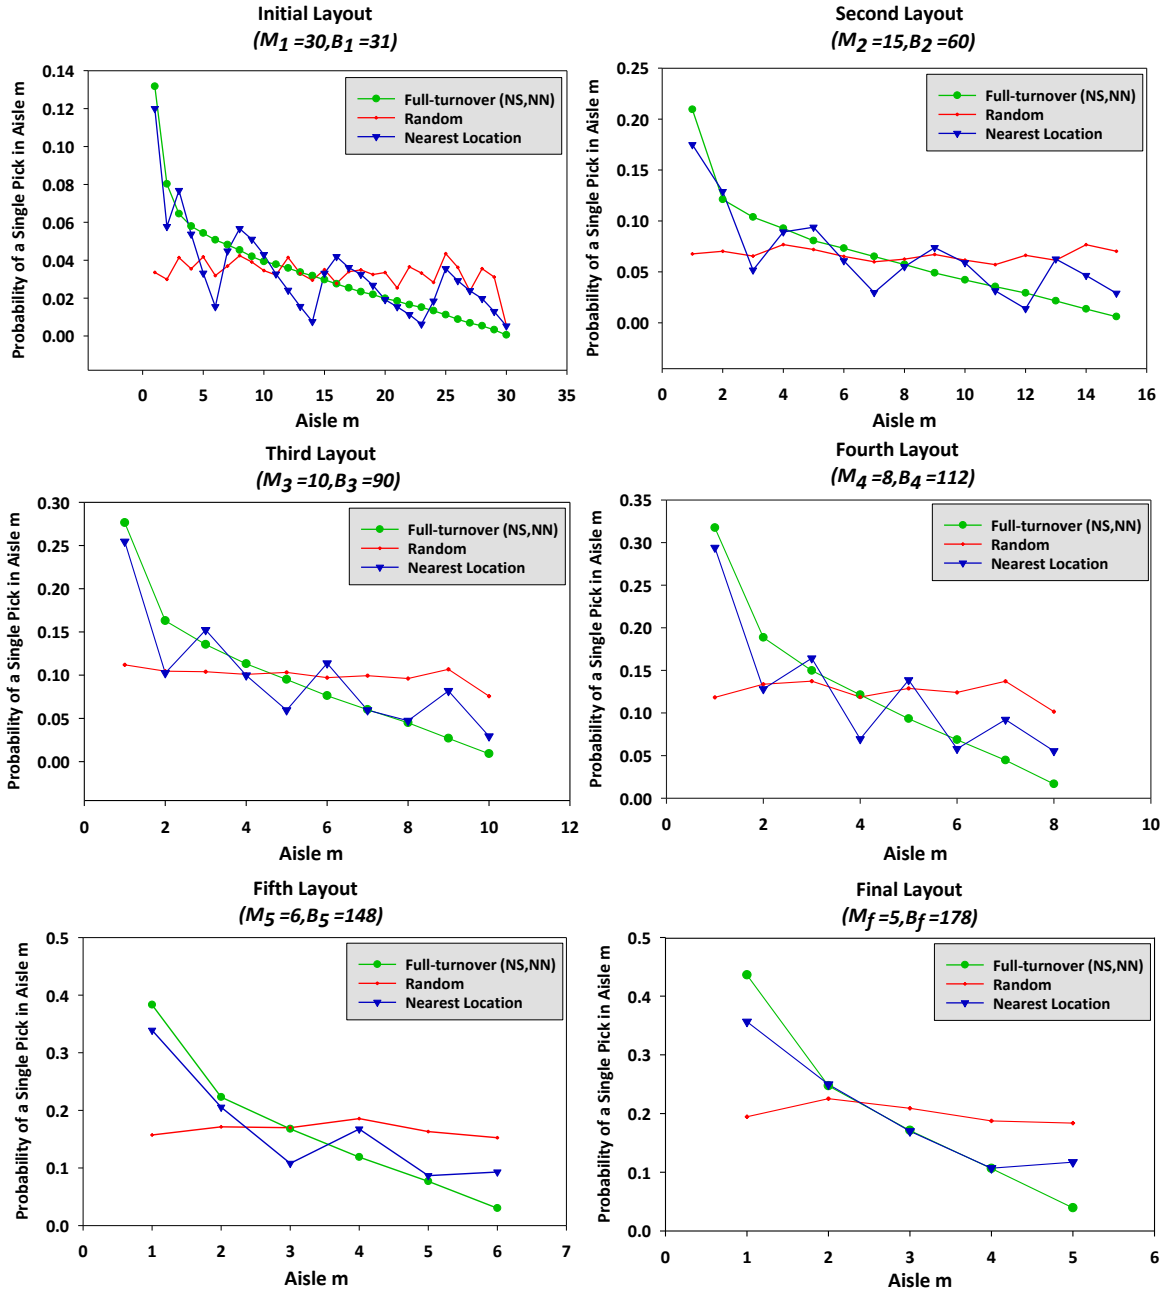 Initial Layout
(M1 =30,B1 =31)
Probability of a Single Pick in Aisle m
0.14
0.12
0.10
0.08
0.06
0.04
0.02
0.00
Full-turnover (NS,NN)
Random
Nearest Location
0 5 10 15 20 25 30 35
Aisle m
Second Layout
(M2 =15,B2 =60)
Probability of a Single Pick in Aisle m
0.25
0.20
0.15
0.10
0.05
0.00
Full-turnover (NS,NN)
Random
Nearest Location
0 2 4 6 8 10 12 14 16
Aisle m
Third Layout
(M3 =10,B3 =90)
Probability of a Single Pick in Aisle m
0.30
0.25
0.20
0.15
0.10
0.05
0.00
Full-turnover (NS,NN)
Random
Nearest Location
0 2 4 6 8 10 12
Aisle m
Fourth Layout
(M4 =8,B4 =112)
Probability of a Single Pick in Aisle m
0.35
0.30
0.25
0.20
0.15
0.10
0.05
0.00
Full-turnover (NS,NN)
Random
Nearest Location
0 2 4 6 8 10
Aisle m
Fifth Layout
(M5 =6,B5 =148)
Probability of a Single Pick in Aisle m
0.5
0.4
0.3
0.2
0.1
0.0
Full-turnover (NS,NN)
Random
Nearest Location
0 1 2 3 4 5 6 7
Aisle m
Final Layout
(Mf =5,Bf =178)
Probability of a Single Pick in Aisle m
0.5
0.4
0.3
0.2
0.1
0.0
Full-turnover (NS,NN)
Random
Nearest Location
0 1 2 3 4 5 6
Aisle m